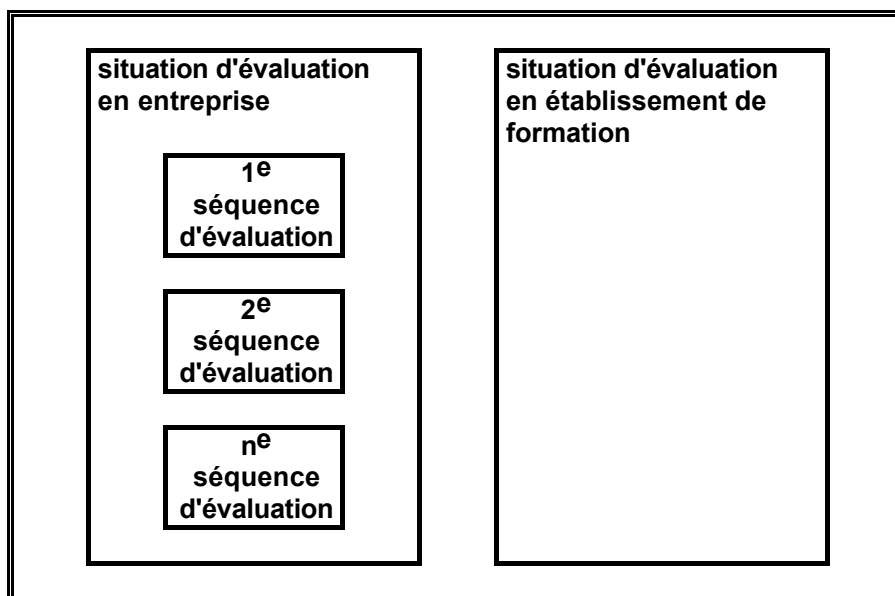 situation d'évaluation
en entreprise
1e
séquence
d'évaluation
2e
séquence
d'évaluation
ne
séquence
d'évaluation
situation d'évaluation
en établissement de
formation